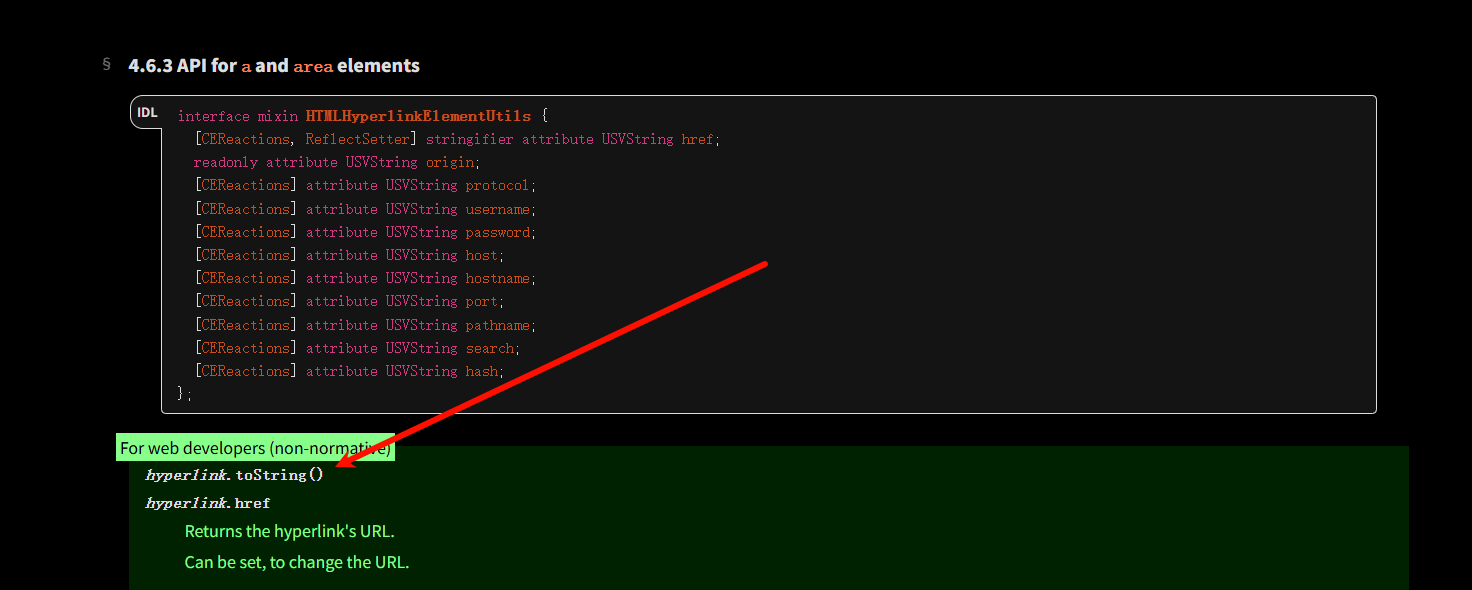 § 4.6.3 API for a and area elements
IDL
interface mixin HTMLHyperlinkElementUtils {
[CEReactions, ReflectSetter] stringifier attribute USVString href;
readonly attribute USVString origin;
[CEReactions] attribute USVString protocol;
[CEReactions] attribute USVString username;
[CEReactions] attribute USVString password;
[CEReactions] attribute USVString host;
[CEReactions] attribute USVString hostname;
[CEReactions] attribute USVString port;
[CEReactions] attribute USVString pathname;
[CEReactions] attribute USVString search;
[CEReactions] attribute USVString hash;
};
For web developers (non-normative)
hyperlink.toString()
hyperlink.href
Returns the hyperlink's URL.
Can be set, to change the URL.